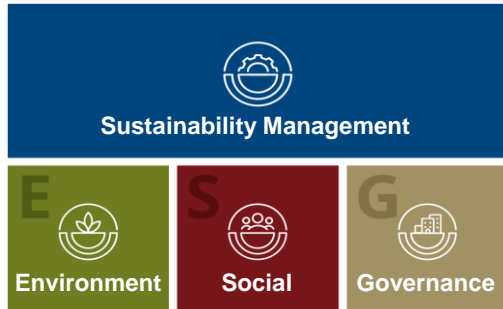 Sustainability Management
E
S
G
Environment
Social
Governance